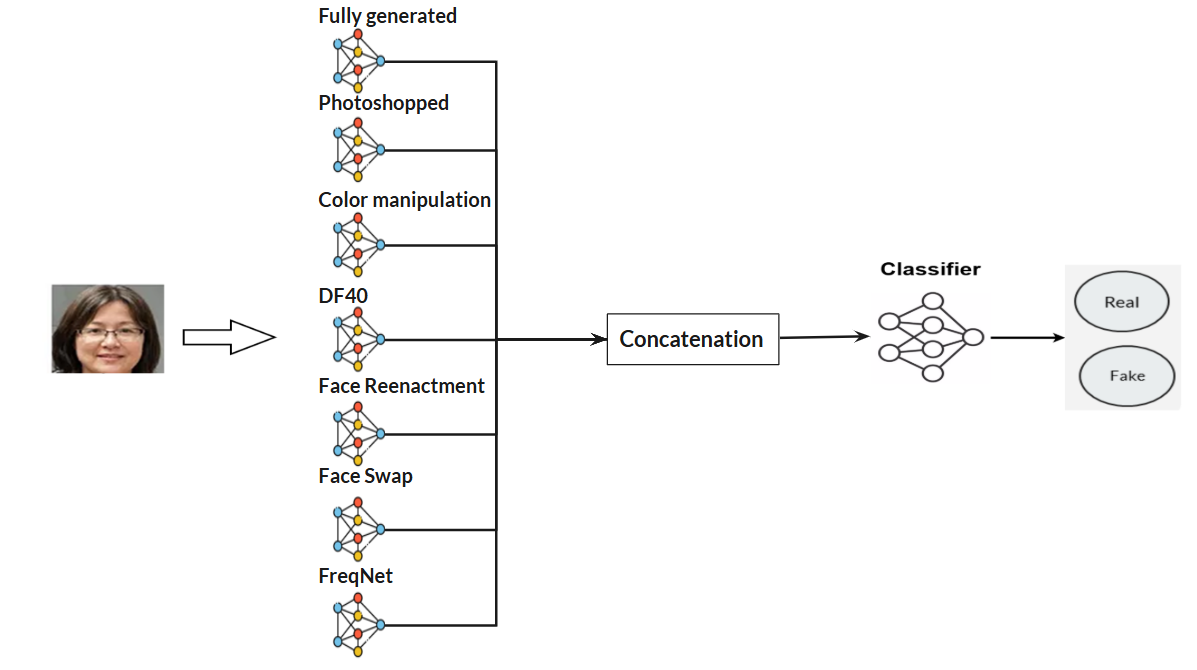 Fully generated
Photoshopped
Color manipulation
DF40
Face Reenactment
Face Swap
FreqNet
Concatenation
Classifier
Real
Fake